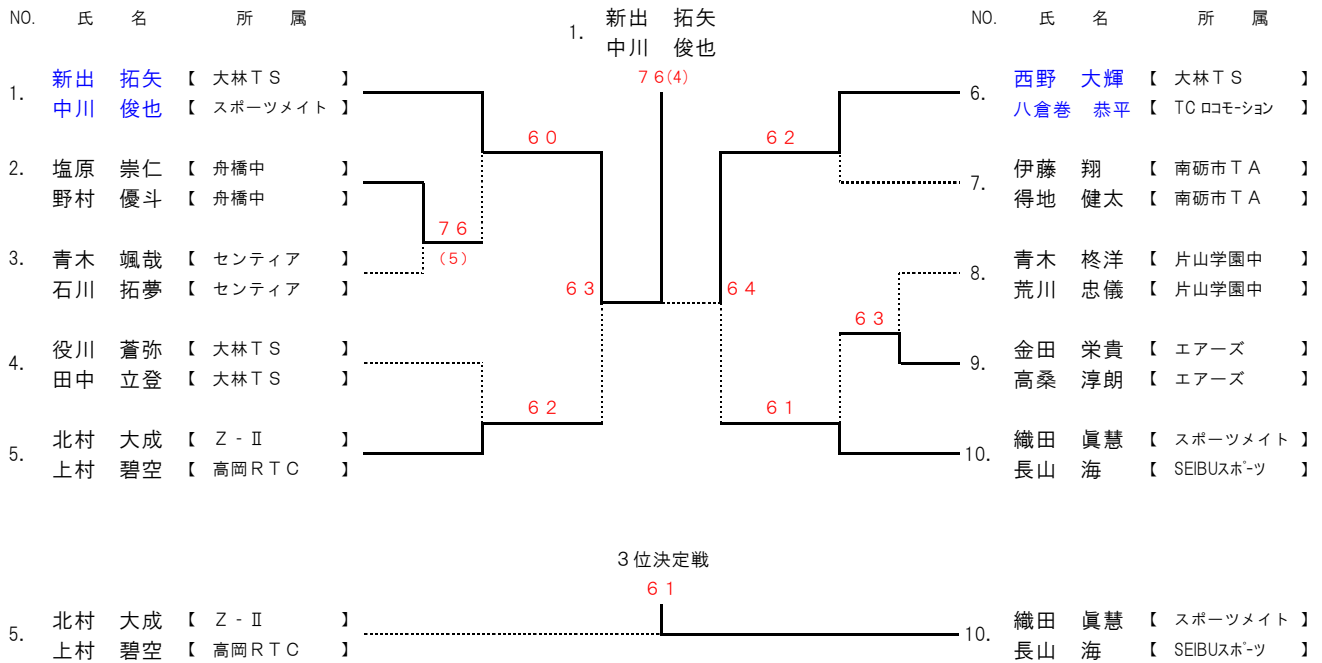 NO. 氏 名 所 属
1. 新出 拓矢
中川 俊也
NO. 氏 名 所 属
1. 新出 拓矢 【 大林TS 】
中川 俊也 【 スポーツメイト 】
2. 塩原 崇仁 【 舟橋中 】
野村 優斗 【 舟橋中 】
3. 青木 颯哉 【 センティア 】
石川 拓夢 【 センティア 】
4. 役川 蒼弥 【 大林TS 】
田中 立登 【 大林TS 】
5. 北村 大成 【 Z-Ⅱ 】
上村 碧空 【 高岡RTC 】
60
76
(5)
62
63
76(4)
64
62
63
61
6. 西野 大輝 【 大林TS 】
八倉巻 恭平 【 TCロコモーション 】
7. 伊藤 翔 【 南砺市TA 】
得地 健太 【 南砺市TA 】
8. 青木 柊洋 【 片山学園中 】
荒川 忠儀 【 片山学園中 】
9. 金田 栄貴 【 エアーズ 】
高桑 淳朗 【 エアーズ 】
10. 織田 眞慧 【 スポーツメイト 】
長山 海 【 SEIBUスポーツ 】
3位決定戦
61
5. 北村 大成 【 Z-Ⅱ 】
上村 碧空 【 高岡RTC 】
10. 織田 眞慧 【 スポーツメイト 】
長山 海 【 SEIBUスポーツ 】